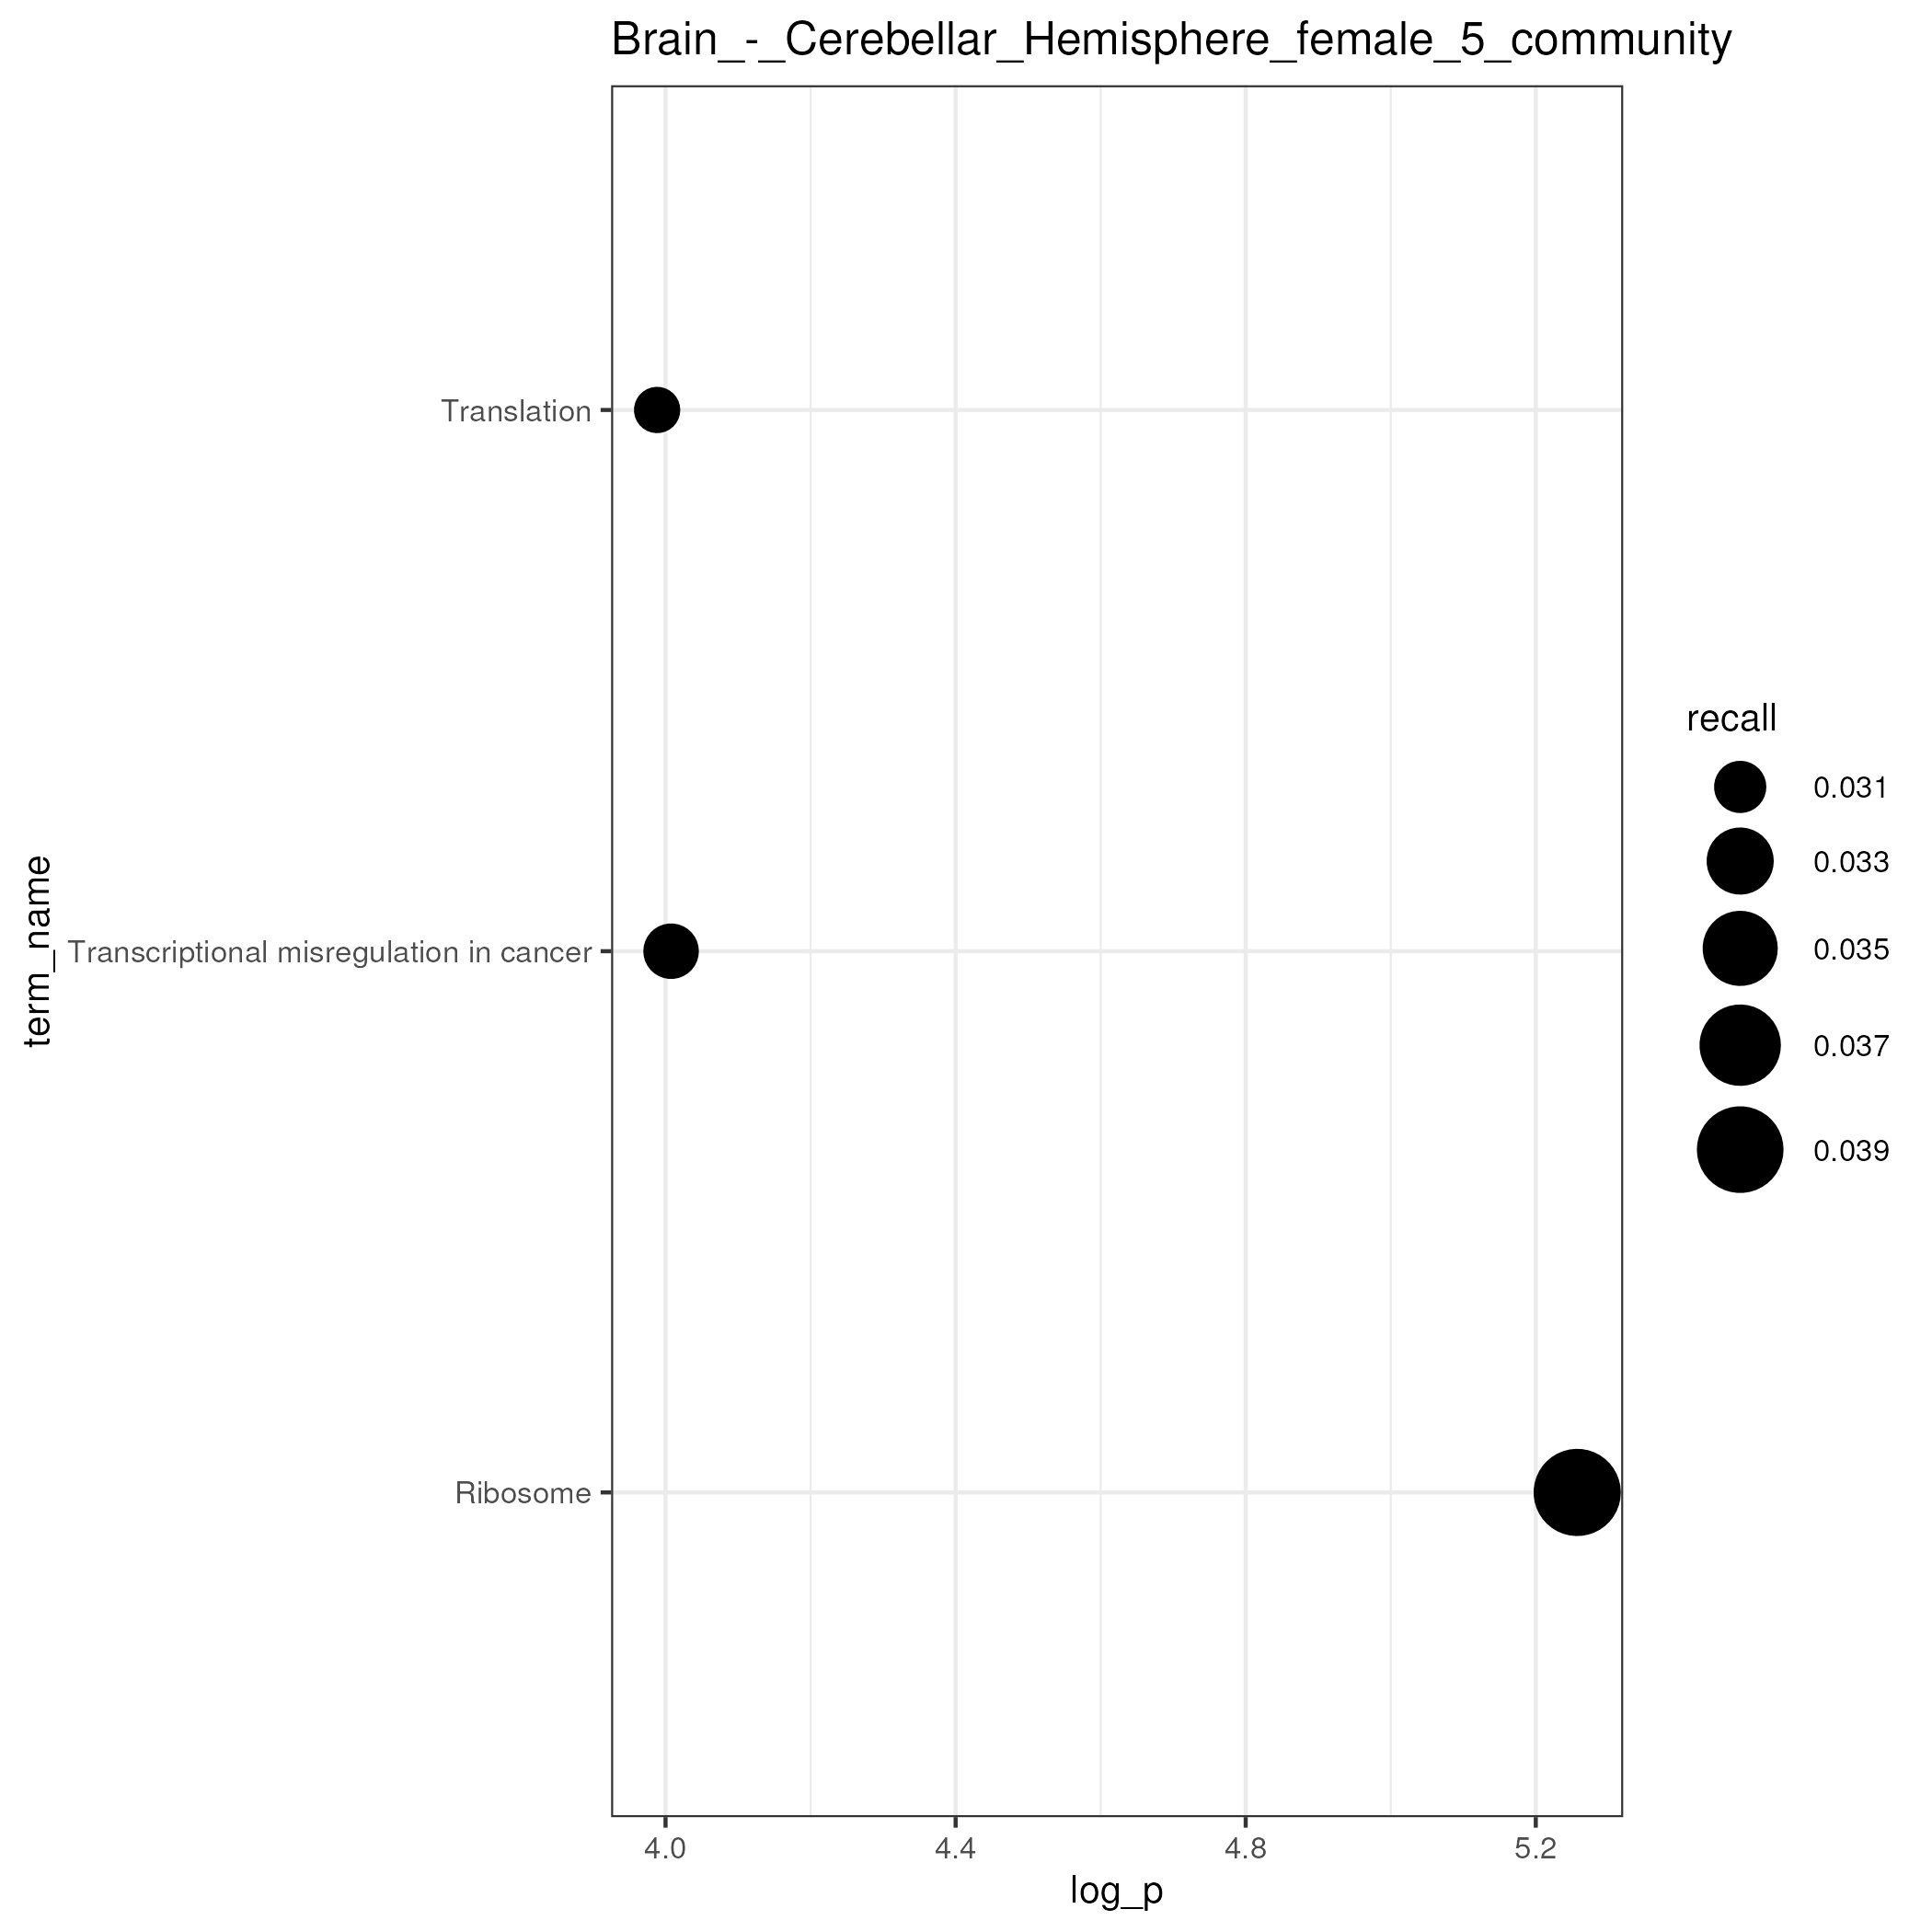 Brain_-_Cerebellar_Hemisphere_female_5_community
term_name
Translation
Transcriptional misregulation in cancer
Ribosome
4.0 4.4 4.8 5.2
log_p
recall
0.031
0.033
0.035
0.037
0.039